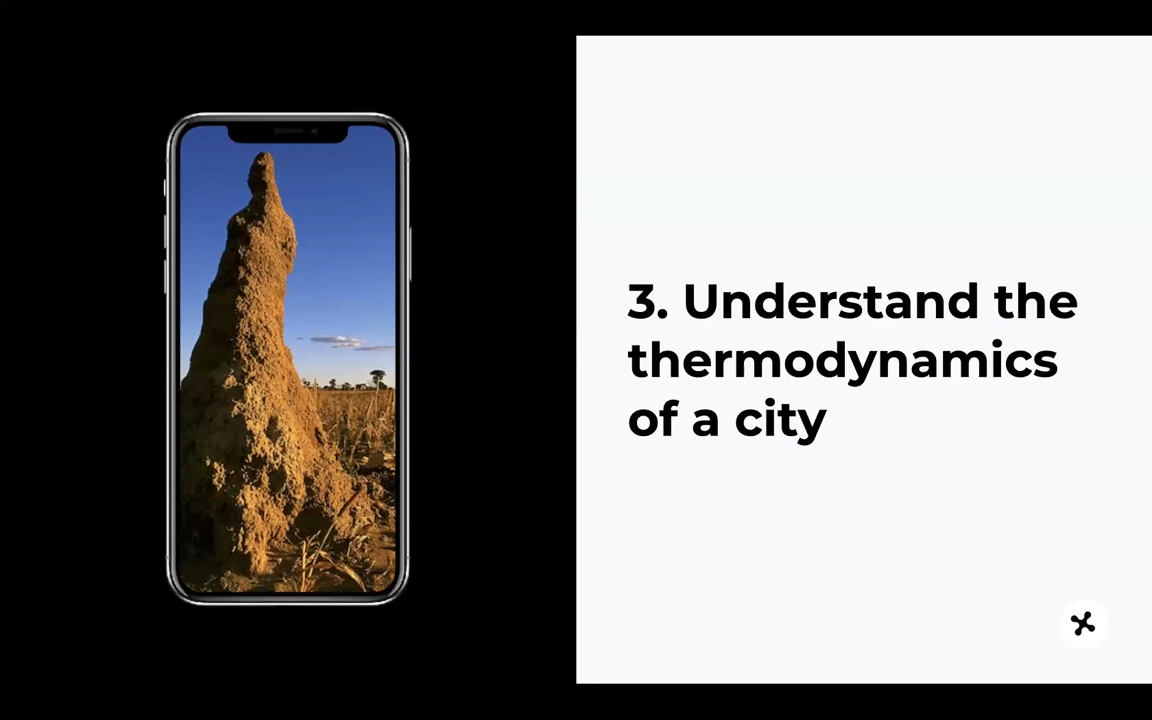 3. Understand the
thermodynamics
of a city